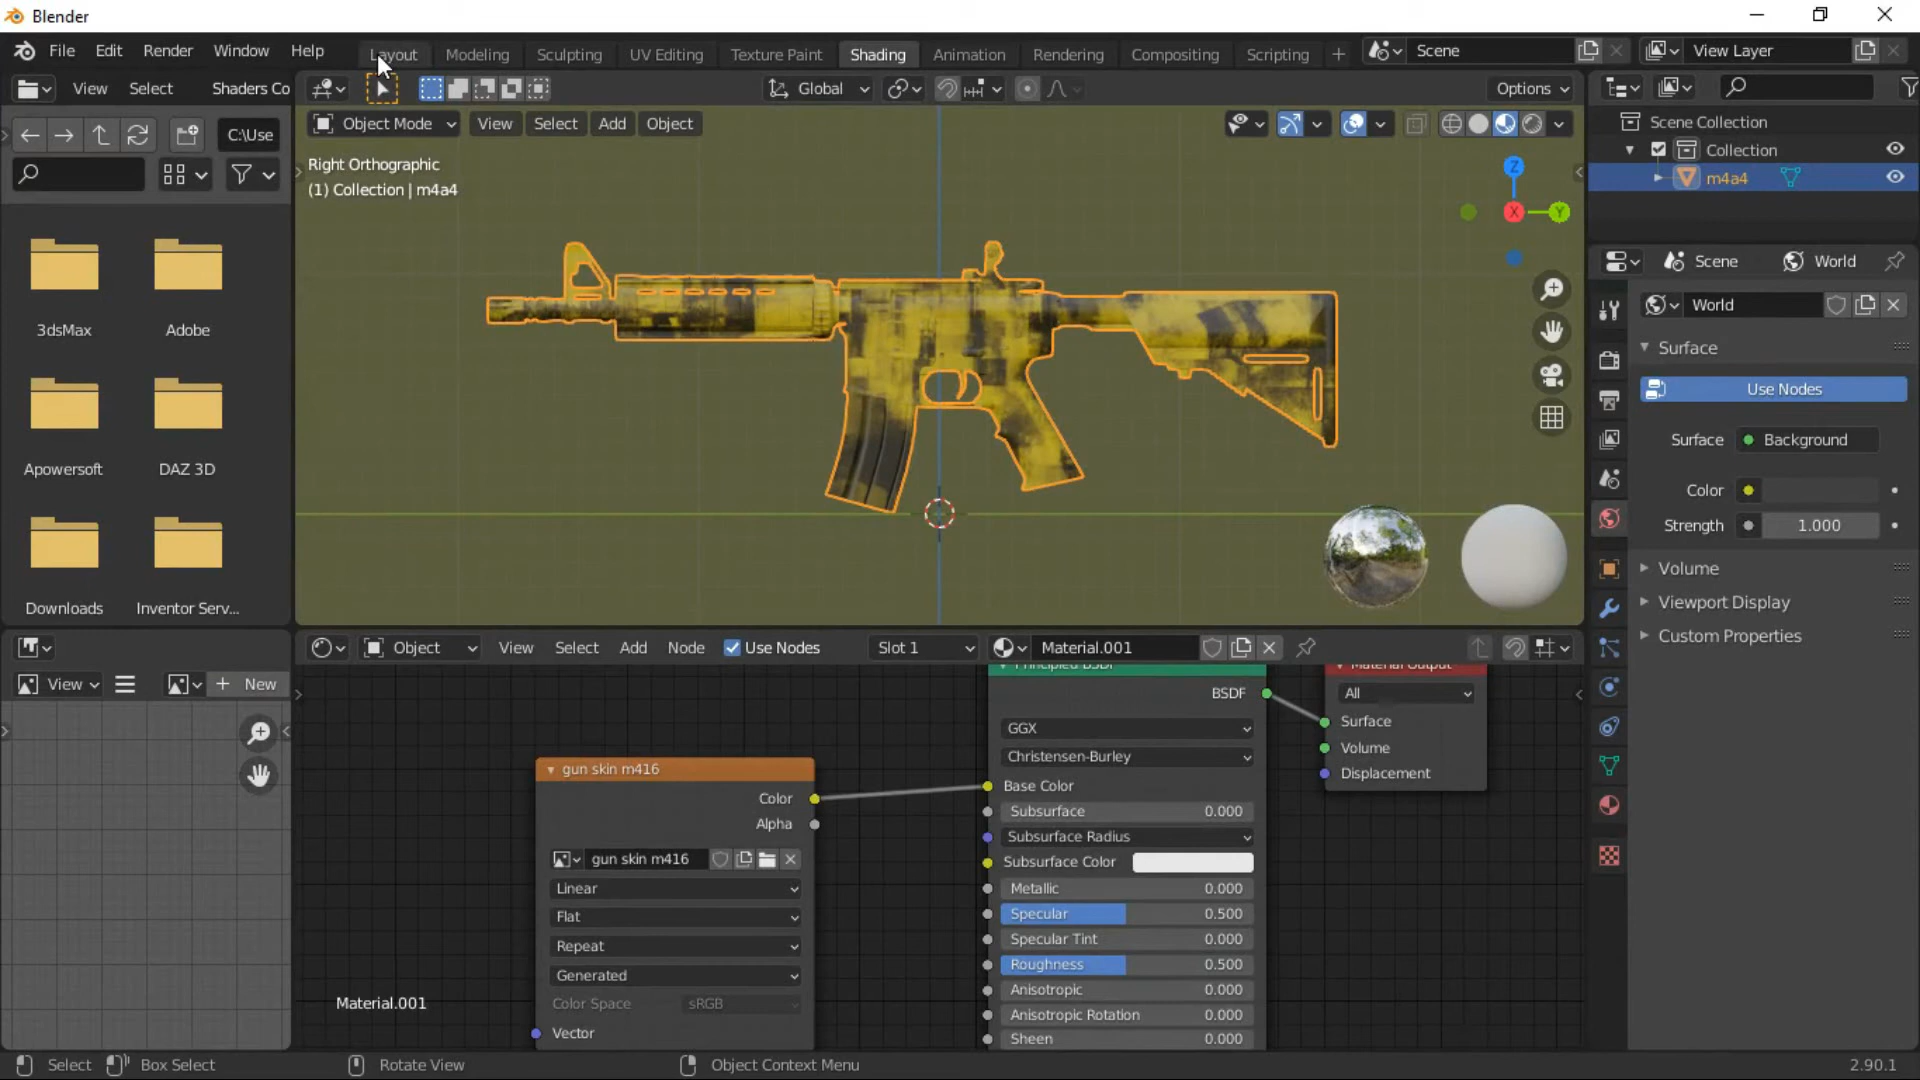 Blender
File Edit Render Window Help Layout Modeling Sculpting UV Editing Texture Paint Shading Animation Rendering Compositing Scripting + Scene View Layer
View Select Shaders Co Global Options
C:\Use Object Mode View Select Add Object
Scene Collection
Collection
m4a4
Right Orthographic
(1) Collection | m4a4
Z
X Y
3dsMax Adobe
Apowersoft DAZ 3D
Downloads Inventor Serv...
Scene World
World
Surface
Use Nodes
Surface Background
Color
Strength 1.000
Volume
Viewport Display
Custom Properties
Object View Select Add Node Use Nodes Slot 1 Material.001
View + New
Principled BSDF
BSDF
GGX
Christensen-Burley
Base Color
Subsurface 0.000
Subsurface Radius
Subsurface Color
Metallic 0.000
Specular 0.500
Specular Tint 0.000
Roughness 0.500
Anisotropic 0.000
Anisotropic Rotation 0.000
Sheen 0.000
Material Output
All
Surface
Volume
Displacement
gun skin m416
Color
Alpha
gun skin m416
Linear
Flat
Repeat
Generated
Color Space sRGB
Vector
Material.001
Select Box Select Rotate View Object Context Menu 2.90.1